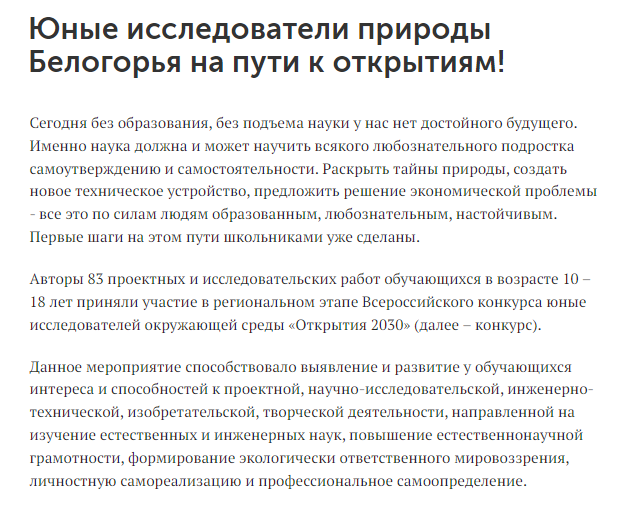 Юные исследователи природы
Белогорья на пути к открытиям!
Сегодня без образования, без подъема науки у нас нет достойного будущего.
Именно наука должна и может научить всякого любознательного подростка
самоутверждению и самостоятельности. Раскрыть тайны природы, создать
новое техническое устройство, предложить решение экономической проблемы
- все это по силам людям образованным, любознательным, настойчивым.
Первые шаги на этом пути школьниками уже сделаны.
Авторы 83 проектных и исследовательских работ обучающихся в возрасте 10 –
18 лет приняли участие в региональном этапе Всероссийского конкурса юные
исследователей окружающей среды «Открытия 2030» (далее – конкурс).
Данное мероприятие способствовало выявление и развитие у обучающихся
интереса и способностей к проектной, научно-исследовательской, инженерно-
технической, изобретательской, творческой деятельности, направленной на
изучение естественных и инженерных наук, повышение естественнонаучной
грамотности, формирование экологически ответственного мировоззрения,
личностную самореализацию и профессиональное самоопределение.